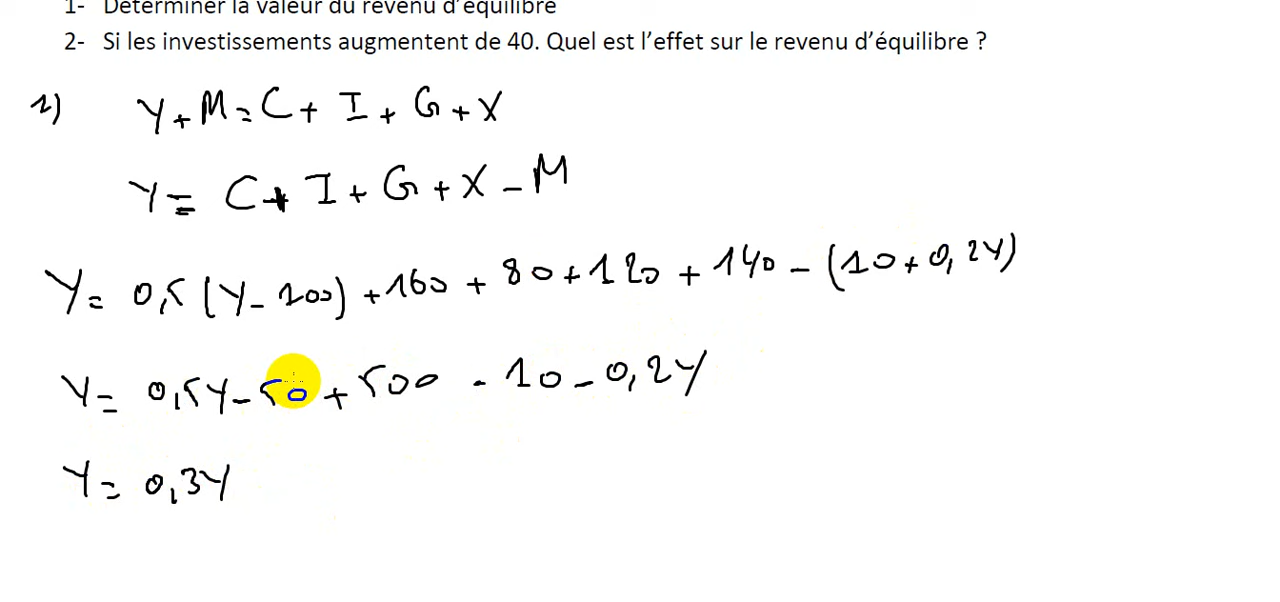 1- Déterminer la valeur du revenu d'équilibre
2- Si les investissements augmentent de 40. Quel est l'effet sur le revenu d'équilibre ?
1) Y+M=C+I+G+X
Y=C+I+G+X-M
Y=0,5(Y-100)+160+80+120+140-(10+0,2Y)
Y=0,5Y-50+500-10-0,2Y
Y=0,3Y